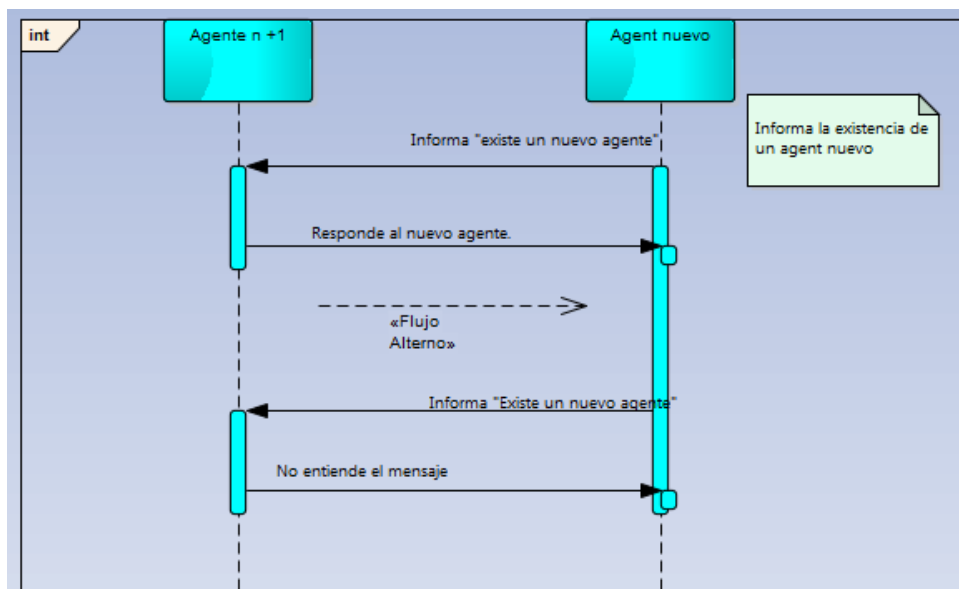 int
Agente n +1
Agent nuevo
Informa la existencia de
un agent nuevo
Informa "existe un nuevo agente"
Responde al nuevo agente.
«Flujo
Alterno»
Informa "Existe un nuevo agente"
No entiende el mensaje